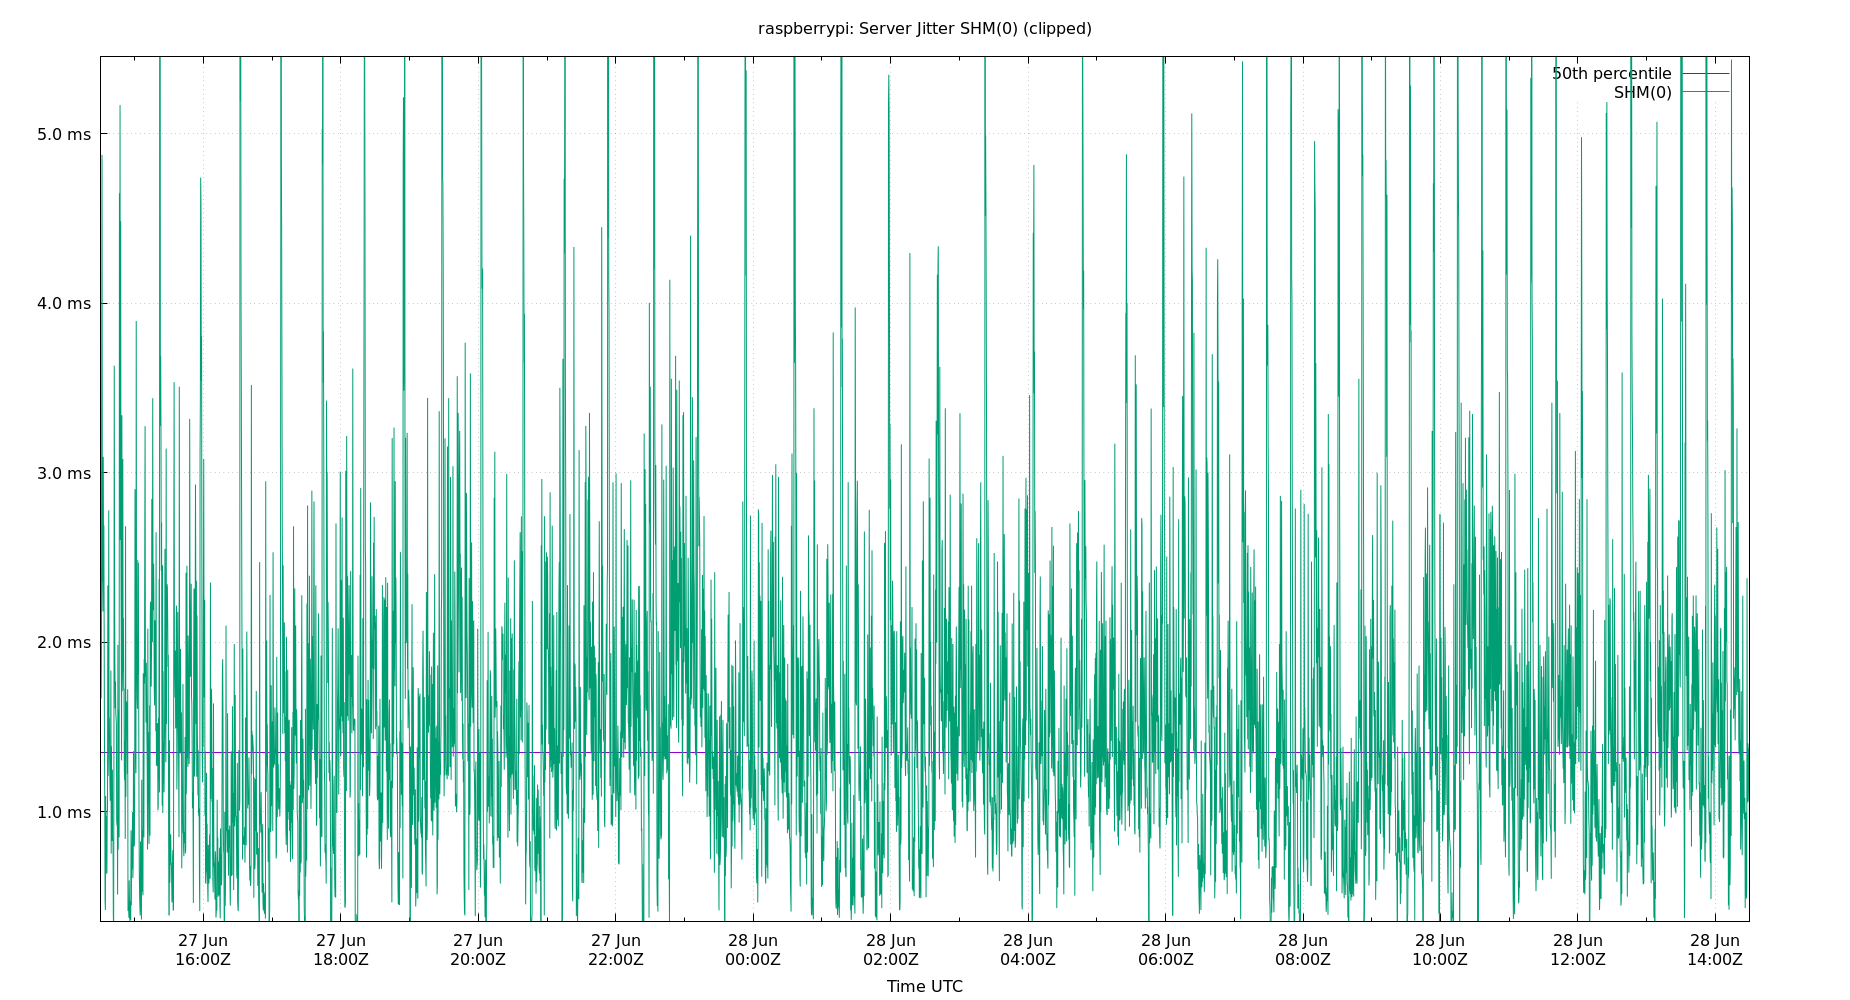 raspberrypi: Server Jitter SHM(0) (clipped)
50th percentile
SHM(0)
5.0 ms
4.0 ms
3.0 ms
2.0 ms
1.0 ms
27 Jun 27 Jun 27 Jun 27 Jun 28 Jun 28 Jun 28 Jun 28 Jun 28 Jun 28 Jun 28 Jun 28 Jun
16:00Z 18:00Z 20:00Z 22:00Z 00:00Z 02:00Z 04:00Z 06:00Z 08:00Z 10:00Z 12:00Z 14:00Z
Time UTC